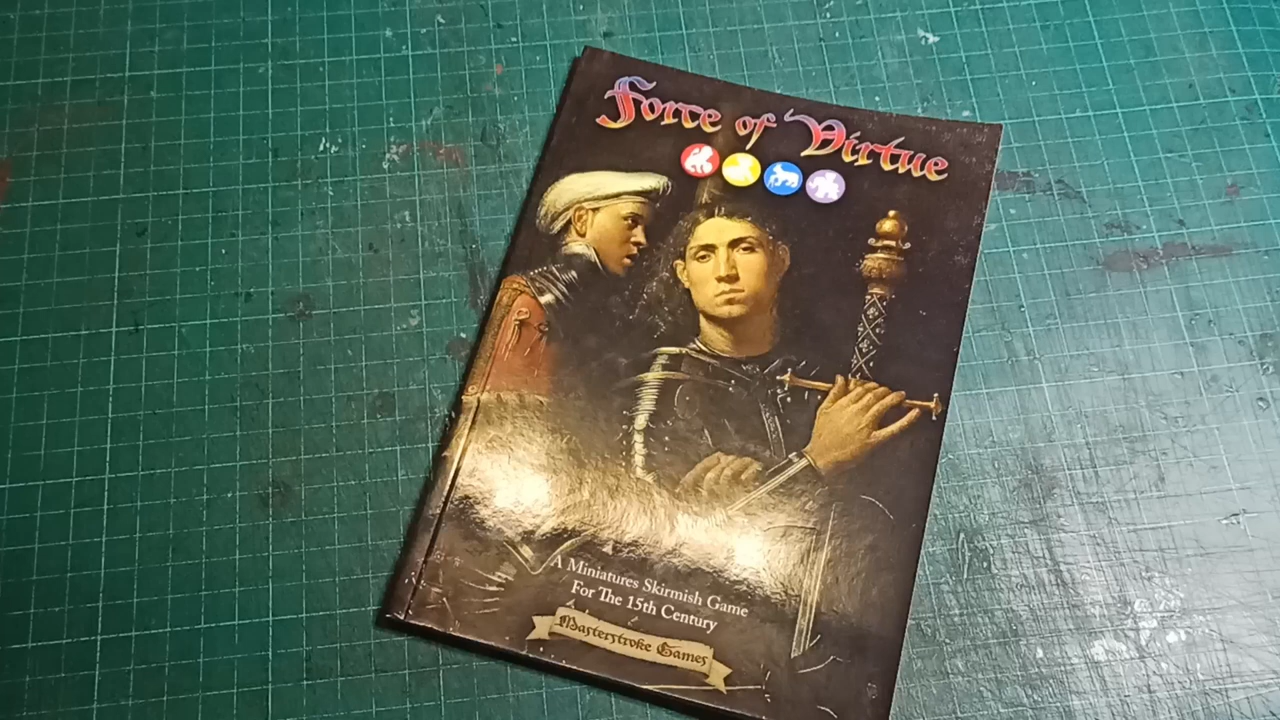 Force of Virtue
A Miniatures Skirmish Game
For The 15th Century
Masterstroke Games